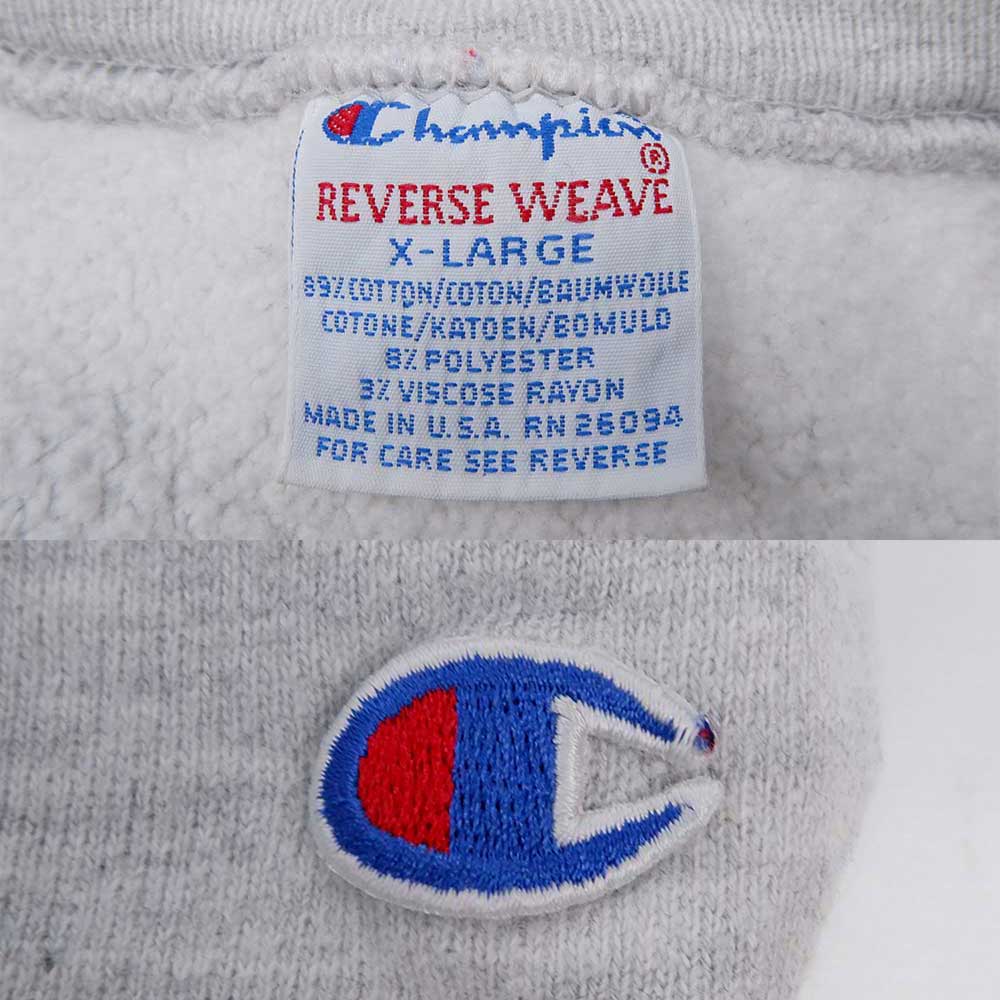 Champion
REVERSE WEAVE®
X-LARGE
89% COTTON/COTON/BAUMWOLLE
COTONE/KATOEN/BOMULD
8% POLYESTER
3% VISCOSE RAYON
MADE IN U.S.A. RN 26094
FOR CARE SEE REVERSE